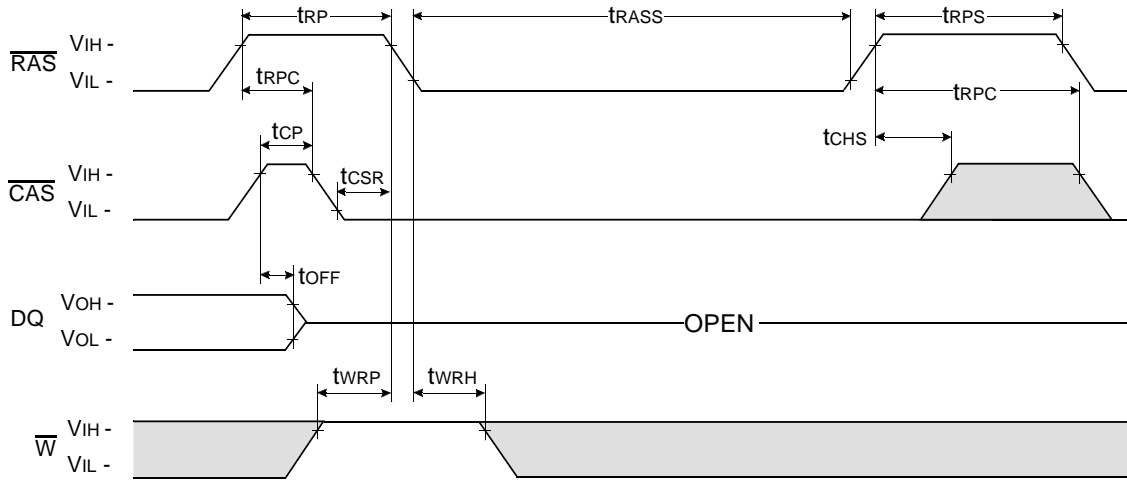 tRP
tRASS
tRPS
RAS
VIH -
VIL -
tRPC
tRPC
tCP
tCHS
CAS
VIH -
VIL -
tCSR
tOFF
DQ
VOH -
VOL -
OPEN
tWRP
tWRH
W
VIH -
VIL -